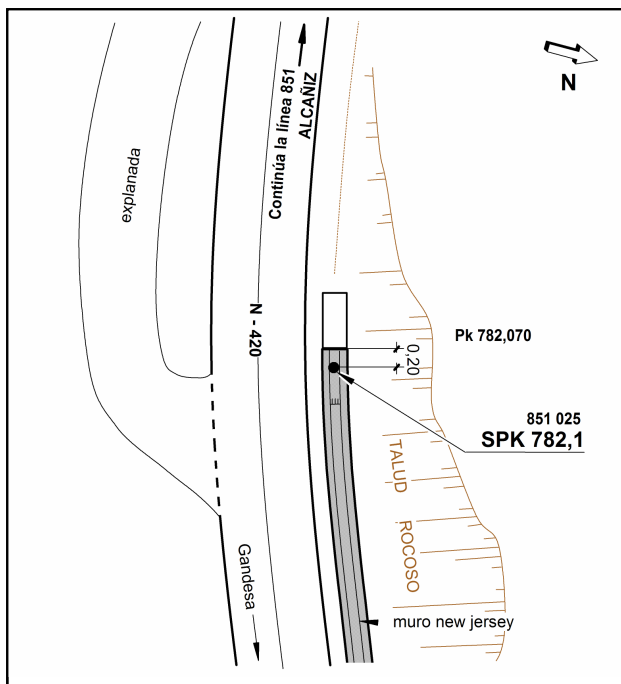 Continúa la línea 851
ALCAÑIZ
N
explanada
N - 420
Pk 782,070
0,20
851 025
SPK 782,1
TALUD
ROCOSO
Gandesa
muro new jersey